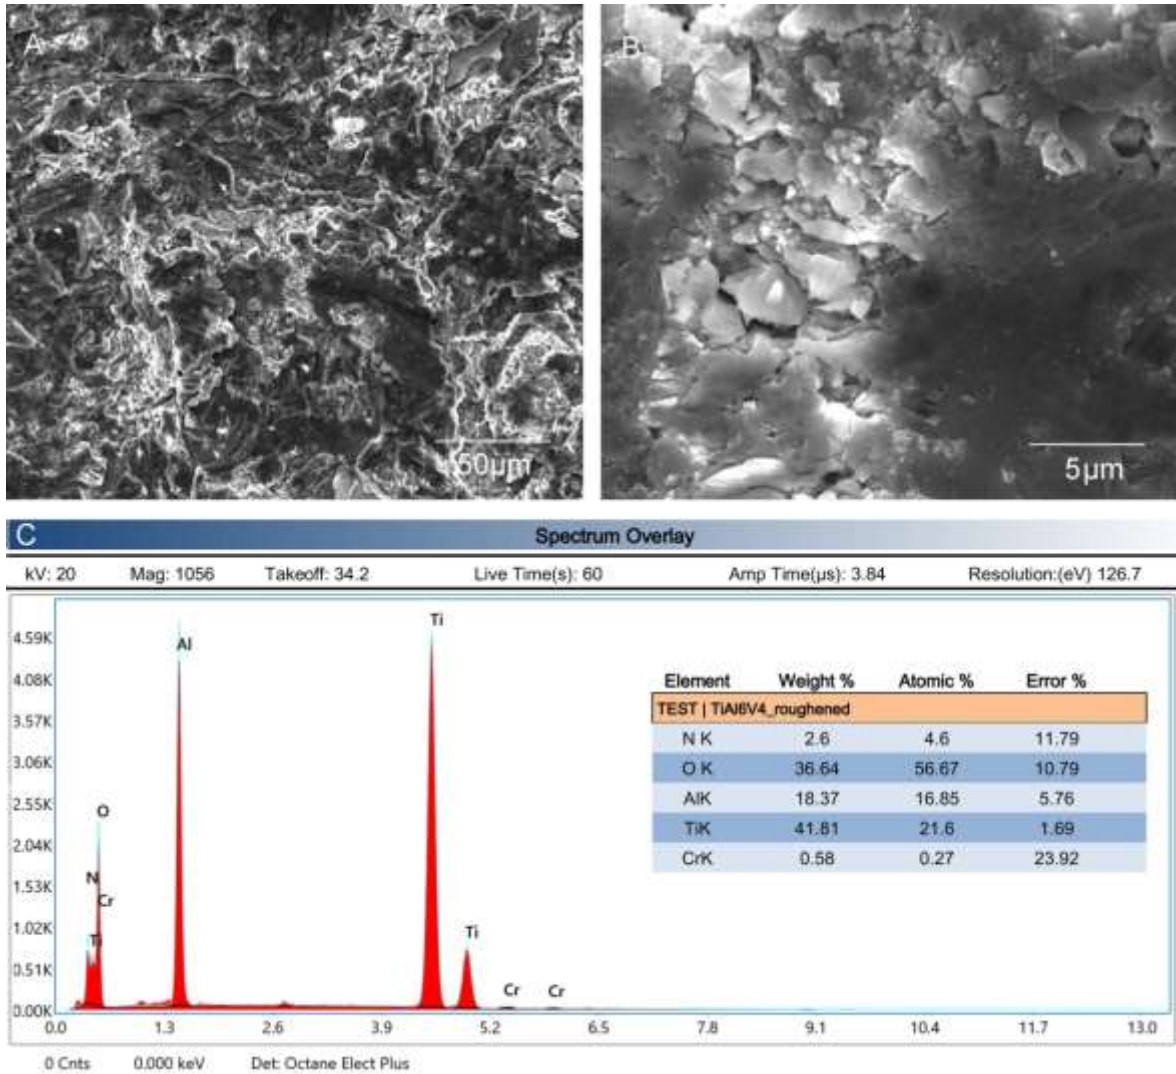 A
B
50µm
5µm
C
Spectrum Overlay
kV: 20 Mag: 1056 Takeoff: 34.2 Live Time(s): 60 Amp Time(µs): 3.84 Resolution:(eV) 126.7
4.59K
4.08K
3.57K
3.06K
2.55K
2.04K
1.53K
1.02K
0.51K
0.00K
N
Ti
O
Cr
Al
Ti
Ti
Cr
Cr
0.0 1.3 2.6 3.9 5.2 6.5 7.8 9.1 10.4 11.7 13.0
Element Weight % Atomic % Error %
TEST | TiAl6V4_roughened
N K 2.6 4.6 11.79
O K 36.64 56.67 10.79
AlK 18.37 16.85 5.76
TiK 41.81 21.6 1.69
CrK 0.58 0.27 23.92
0 Cnts 0.000 keV Det: Octane Elect Plus